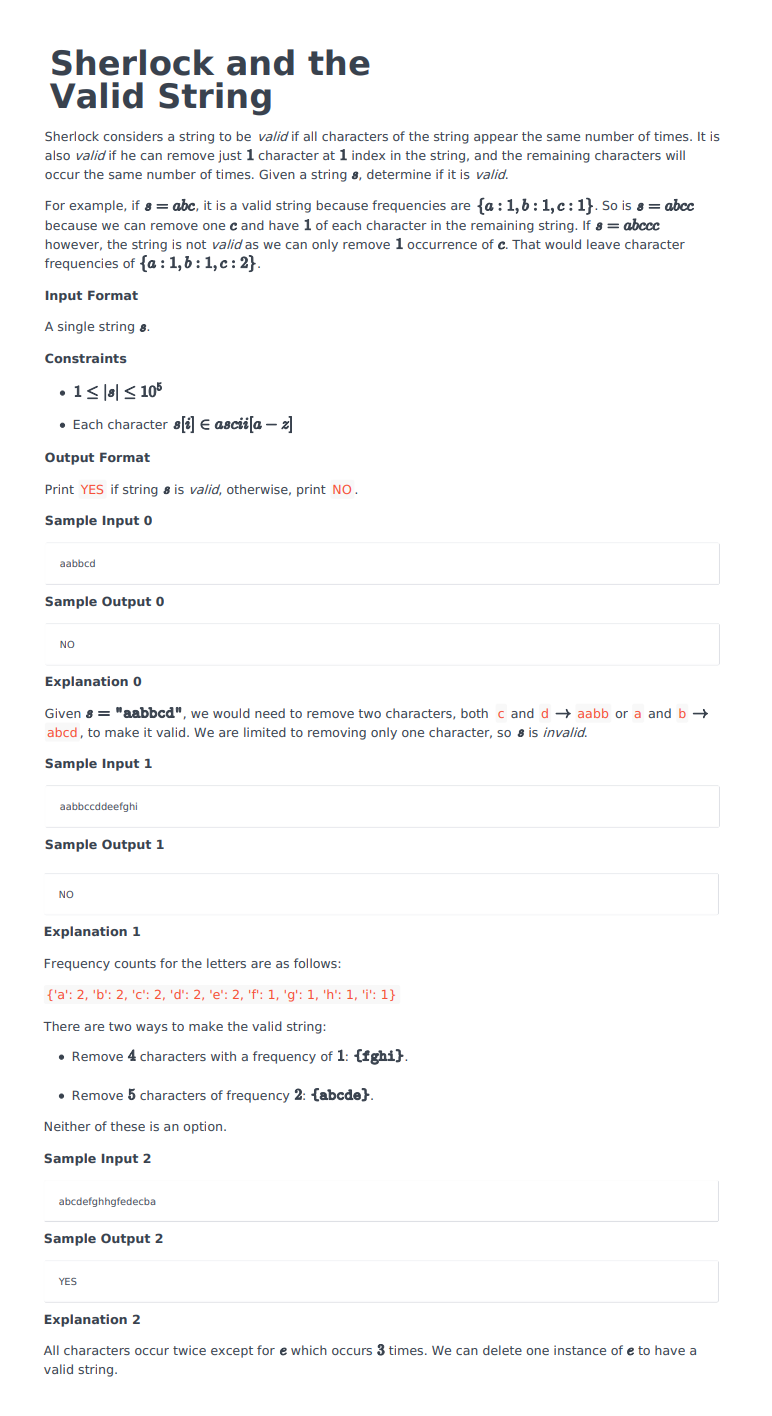 Sherlock and the
Valid String
Sherlock considers a string to be valid if all characters of the string appear the same number of times. It is
also valid if he can remove just 1 character at 1 index in the string, and the remaining characters will
occur the same number of times. Given a string s, determine if it is valid.
For example, if s = abc, it is a valid string because frequencies are {a : 1, b : 1, c : 1}. So is s = abcc
because we can remove one c and have 1 of each character in the remaining string. If s = abccc
however, the string is not valid as we can only remove 1 occurrence of c. That would leave character
frequencies of {a : 1, b : 1, c : 2}.
Input Format
A single string s.
Constraints
• 1 ≤ |s| ≤ 10⁵
• Each character s[i] ∈ ascii[a − z]
Output Format
Print YES if string s is valid, otherwise, print NO.
Sample Input 0
aabbcd
Sample Output 0
NO
Explanation 0
Given s = "aabbcd", we would need to remove two characters, both c and d → aabb or a and b →
abcd, to make it valid. We are limited to removing only one character, so s is invalid.
Sample Input 1
aabbccddeefghi
Sample Output 1
NO
Explanation 1
Frequency counts for the letters are as follows:
{'a': 2, 'b': 2, 'c': 2, 'd': 2, 'e': 2, 'f': 1, 'g': 1, 'h': 1, 'i': 1}
There are two ways to make the valid string:
• Remove 4 characters with a frequency of 1: {fghi}.
• Remove 5 characters of frequency 2: {abcde}.
Neither of these is an option.
Sample Input 2
abcdefghhgfedecba
Sample Output 2
YES
Explanation 2
All characters occur twice except for e which occurs 3 times. We can delete one instance of e to have a
valid string.